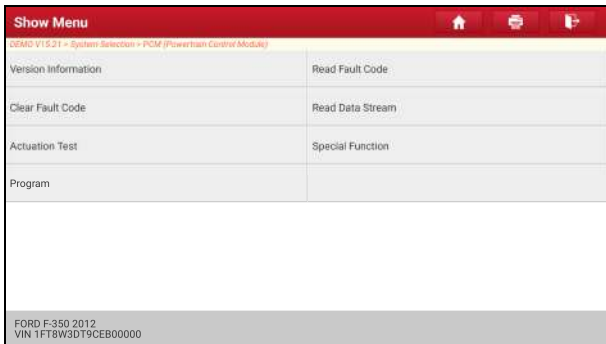 Show Menu
DEMO V15.21 > System Selection > PCM (Powertrain Control Module)
Version Information
Read Fault Code
Clear Fault Code
Read Data Stream
Actuation Test
Special Function
Program
FORD F-350 2012
VIN 1FT8W3DT9CEB00000